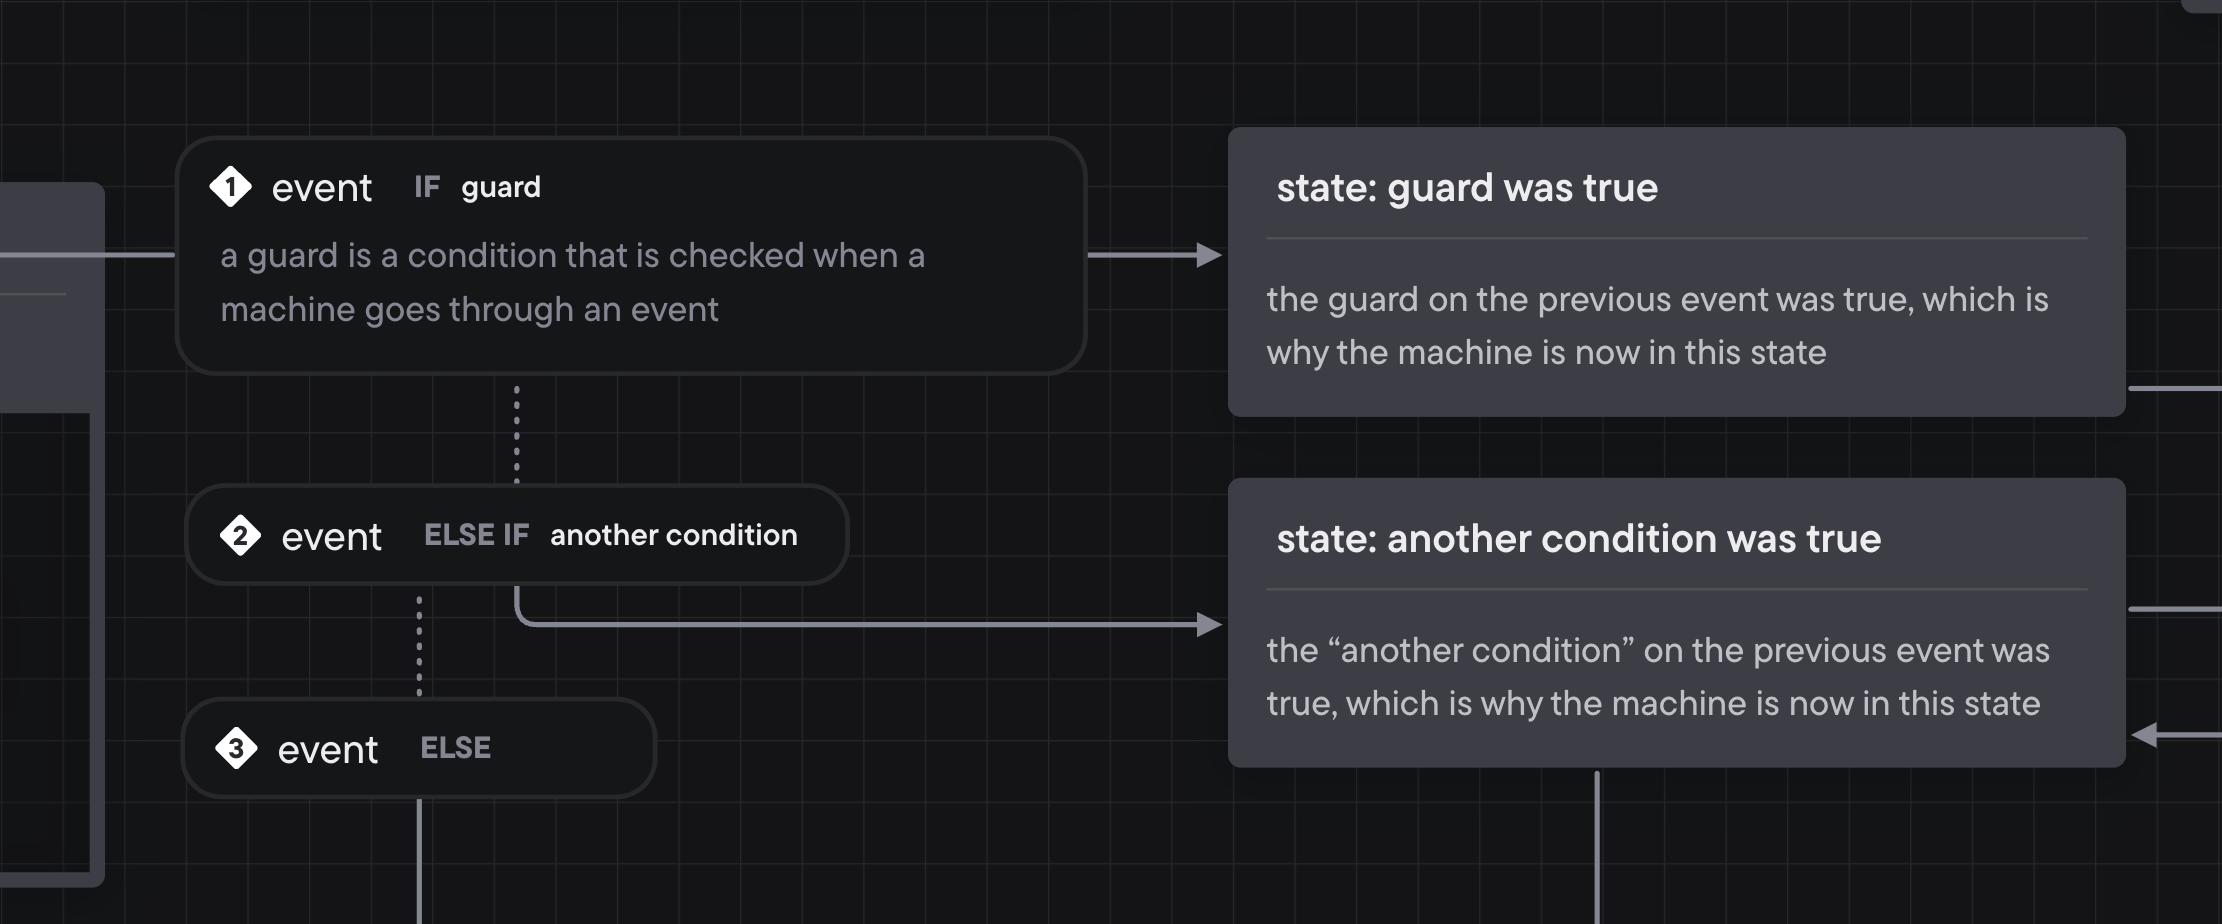 1 event IF guard
a guard is a condition that is checked when a
machine goes through an event
state: guard was true
the guard on the previous event was true, which is
why the machine is now in this state
2 event ELSE IF another condition
state: another condition was true
the “another condition” on the previous event was
true, which is why the machine is now in this state
3 event ELSE